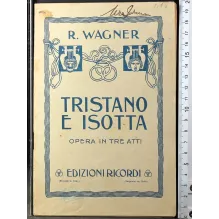 R. WAGNER
TRISTANO
E ISOTTA
OPERA IN TRE ATTI
EDIZIONI RICORDI